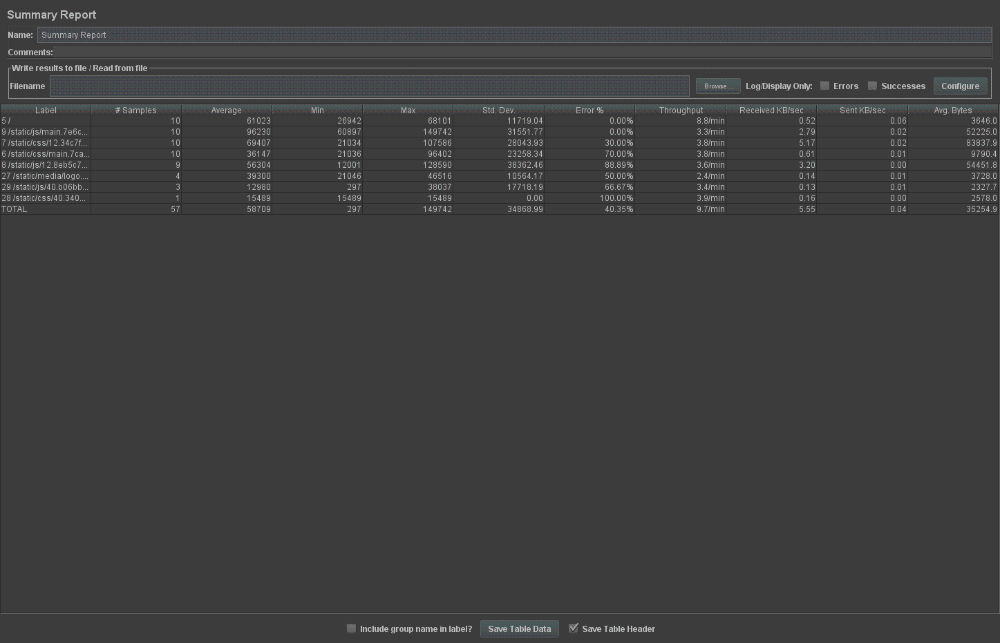 Summary Report
Name: Summary Report
Comments:
Write results to file / Read from file
Filename Browse... Log/Display Only: Errors Successes Configure
Label # Samples Average Min Max Std. Dev. Error % Throughput Received KB/sec Sent KB/sec Avg. Bytes
5 / 10 61023 26942 68101 11719.04 0.00% 8.8/min 0.52 0.06 3646.0
9 /static/js/main.7e6c... 10 96230 60897 149742 31551.77 0.00% 3.3/min 2.79 0.02 52225.0
7 /static/css/12.34c7f... 10 69407 21034 107586 28043.93 30.00% 3.8/min 5.17 0.02 83837.9
6 /static/css/main.7ca... 10 36147 21036 96402 23258.34 70.00% 3.8/min 0.61 0.01 9790.4
8 /static/js/12.8eb5c7... 9 56304 12001 128590 38362.46 88.89% 3.6/min 3.20 0.00 54451.8
27 /static/media/logo.... 4 39300 21046 46516 10564.17 50.00% 2.4/min 0.14 0.01 3728.0
29 /static/js/40.b06bb... 3 12980 297 38037 17718.19 66.67% 3.4/min 0.13 0.01 2327.7
28 /static/css/40.340... 1 15489 15489 15489 0.00 100.00% 3.9/min 0.16 0.00 2578.0
TOTAL 57 58709 297 149742 34868.99 40.35% 9.7/min 5.55 0.04 35254.9
Include group name in label? Save Table Data Save Table Header